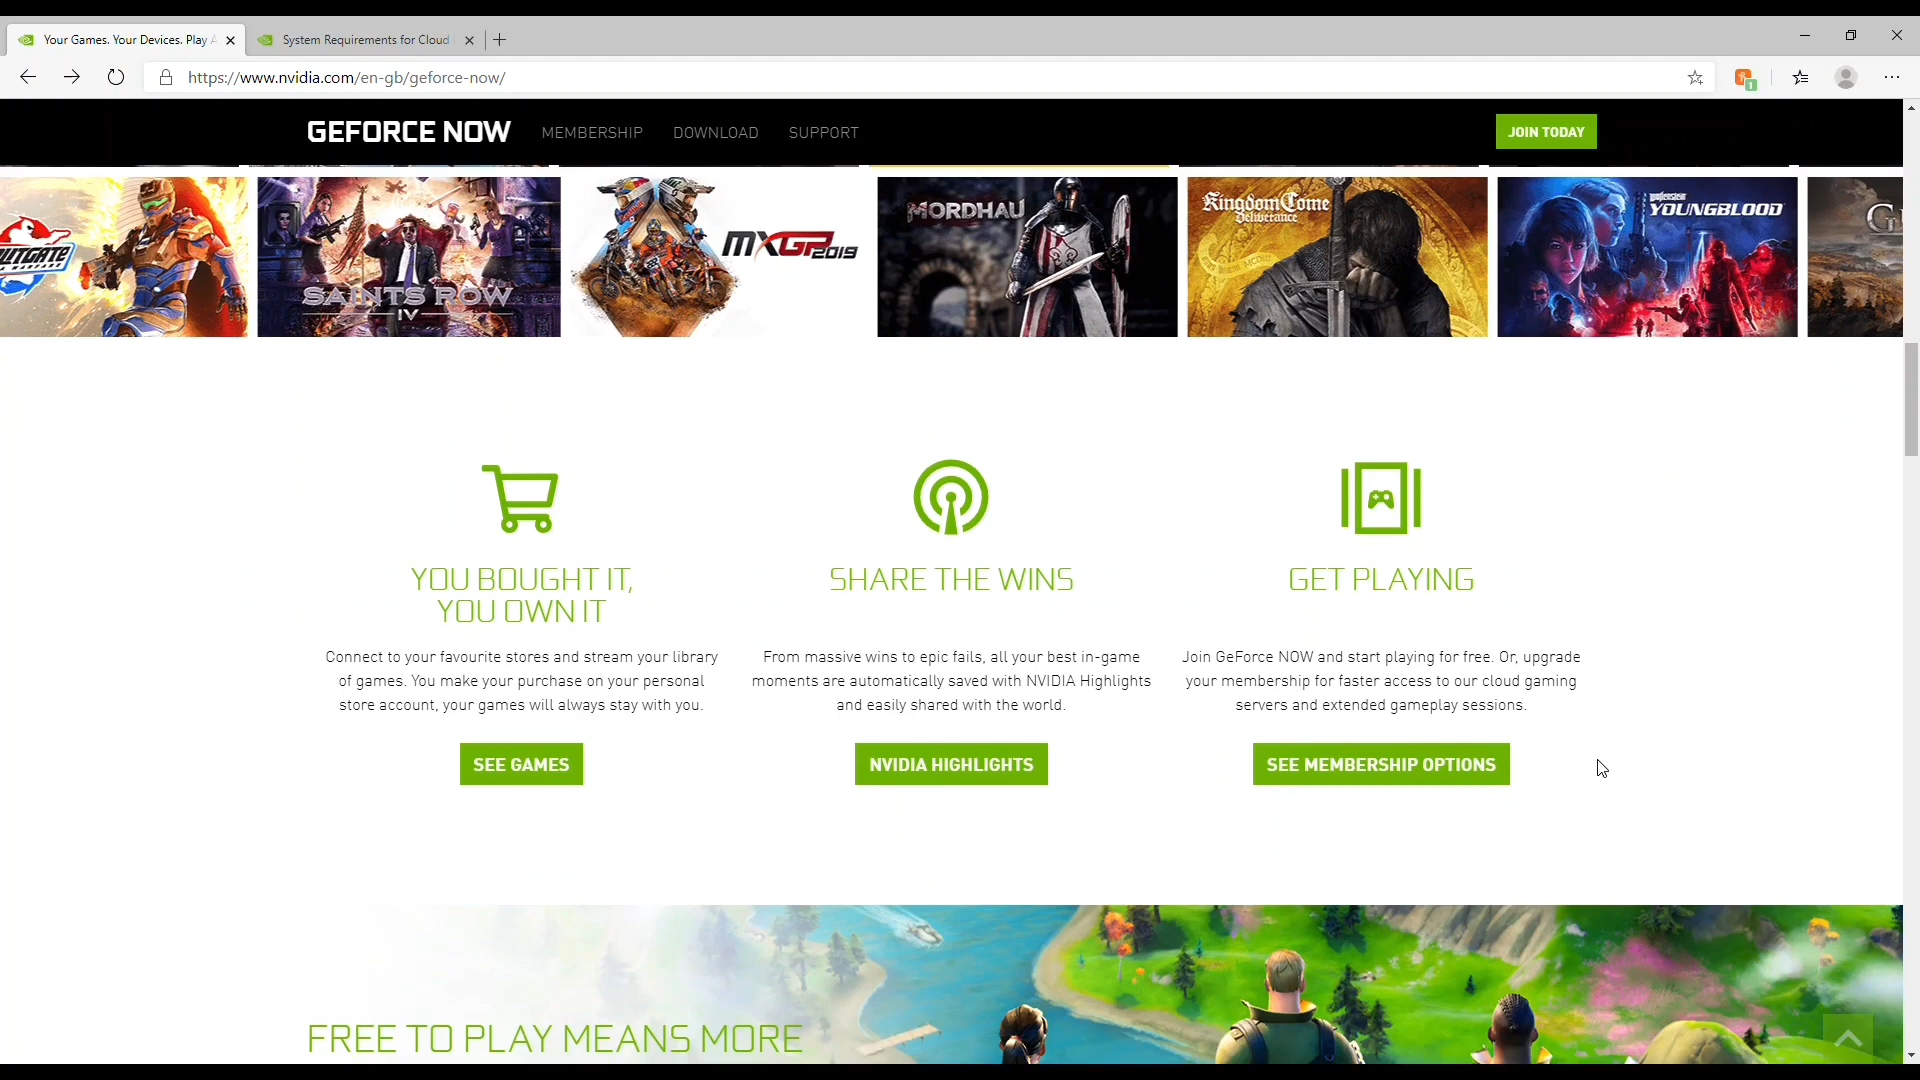 Your Games. Your Devices. Play A
System Requirements for Cloud
https://www.nvidia.com/en-gb/geforce-now/
1
GEFORCE NOW
MEMBERSHIP
DOWNLOAD
SUPPORT
JOIN TODAY
SAINTS ROW
IV
MXGP2019
MORDHAU
Kingdom Come
Deliverance
Wolfenstein
YOUNGBLOOD
YOU BOUGHT IT,
YOU OWN IT
Connect to your favourite stores and stream your library
of games. You make your purchase on your personal
store account, your games will always stay with you.
SEE GAMES
SHARE THE WINS
From massive wins to epic fails, all your best in-game
moments are automatically saved with NVIDIA Highlights
and easily shared with the world.
NVIDIA HIGHLIGHTS
GET PLAYING
Join GeForce NOW and start playing for free. Or, upgrade
your membership for faster access to our cloud gaming
servers and extended gameplay sessions.
SEE MEMBERSHIP OPTIONS
FREE TO PLAY MEANS MORE